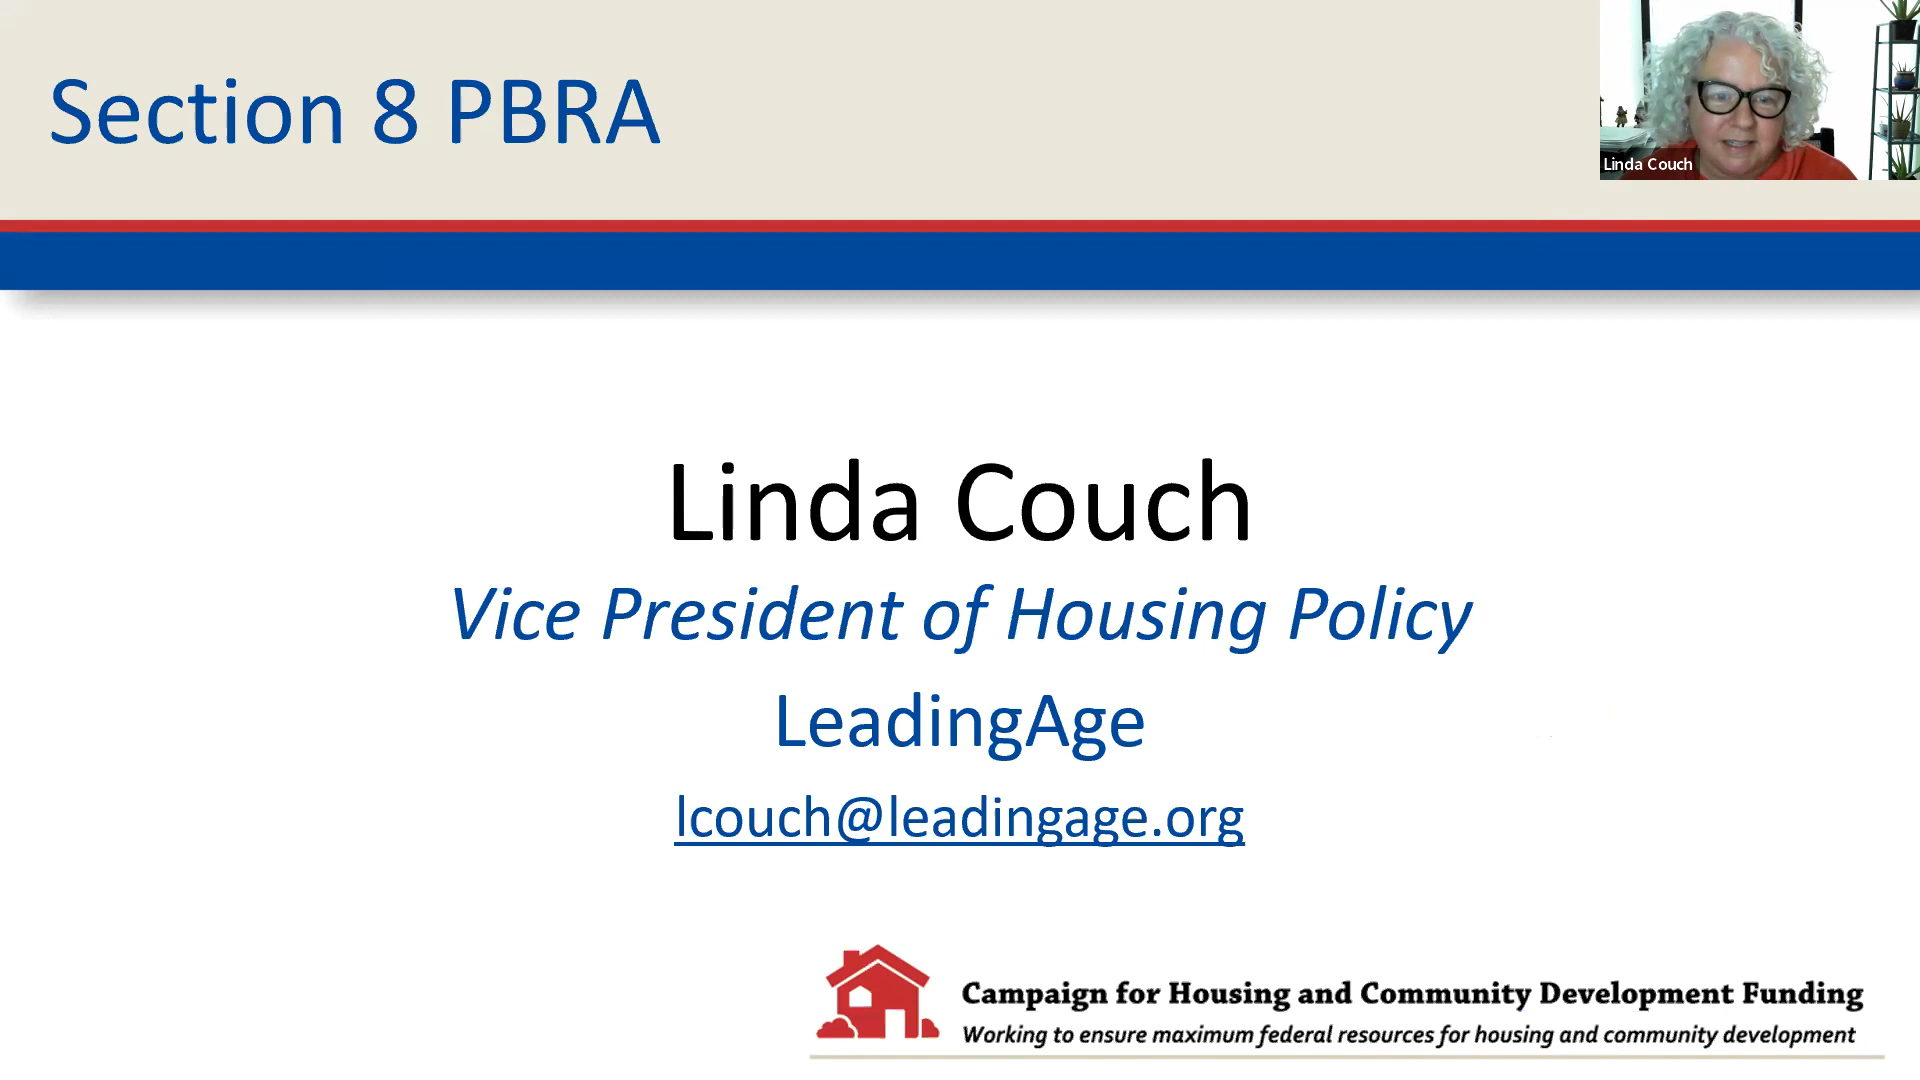 Section 8 PBRA
Linda Couch
Linda Couch
Vice President of Housing Policy
LeadingAge
lcouch@leadingage.org
Campaign for Housing and Community Development Funding
Working to ensure maximum federal resources for housing and community development